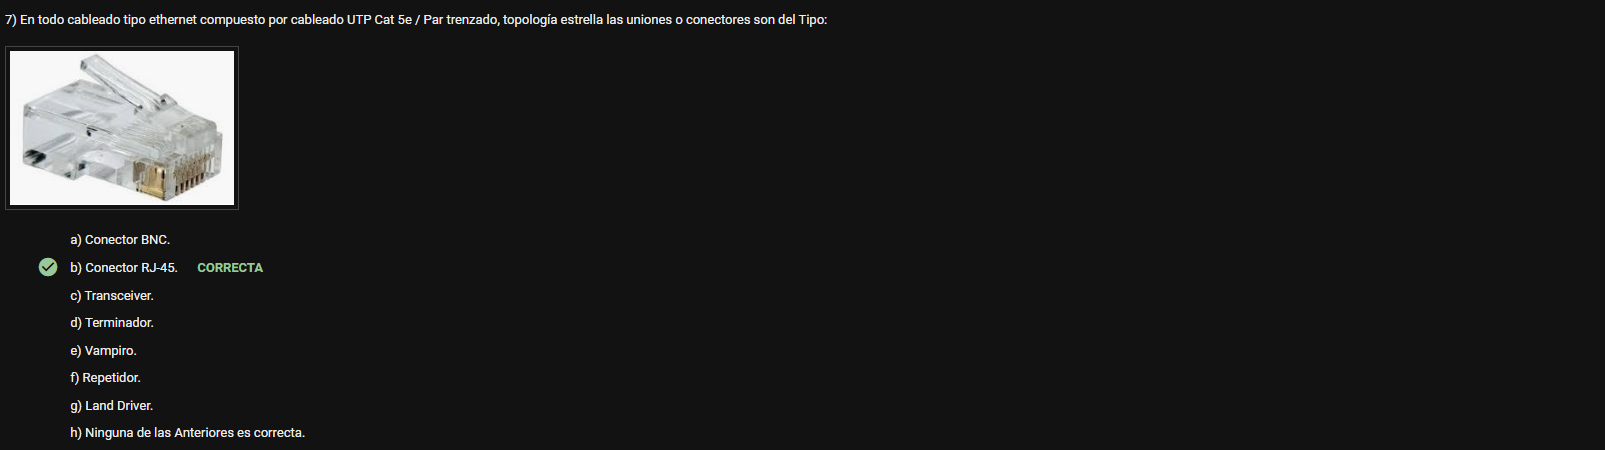 7) En todo cableado tipo ethernet compuesto por cableado UTP Cat 5e / Par trenzado, topología estrella las uniones o conectores son del Tipo:
a) Conector BNC.
b) Conector RJ-45. CORRECTA
c) Transceiver.
d) Terminador.
e) Vampiro.
f) Repetidor.
g) Land Driver.
h) Ninguna de las Anteriores es correcta.